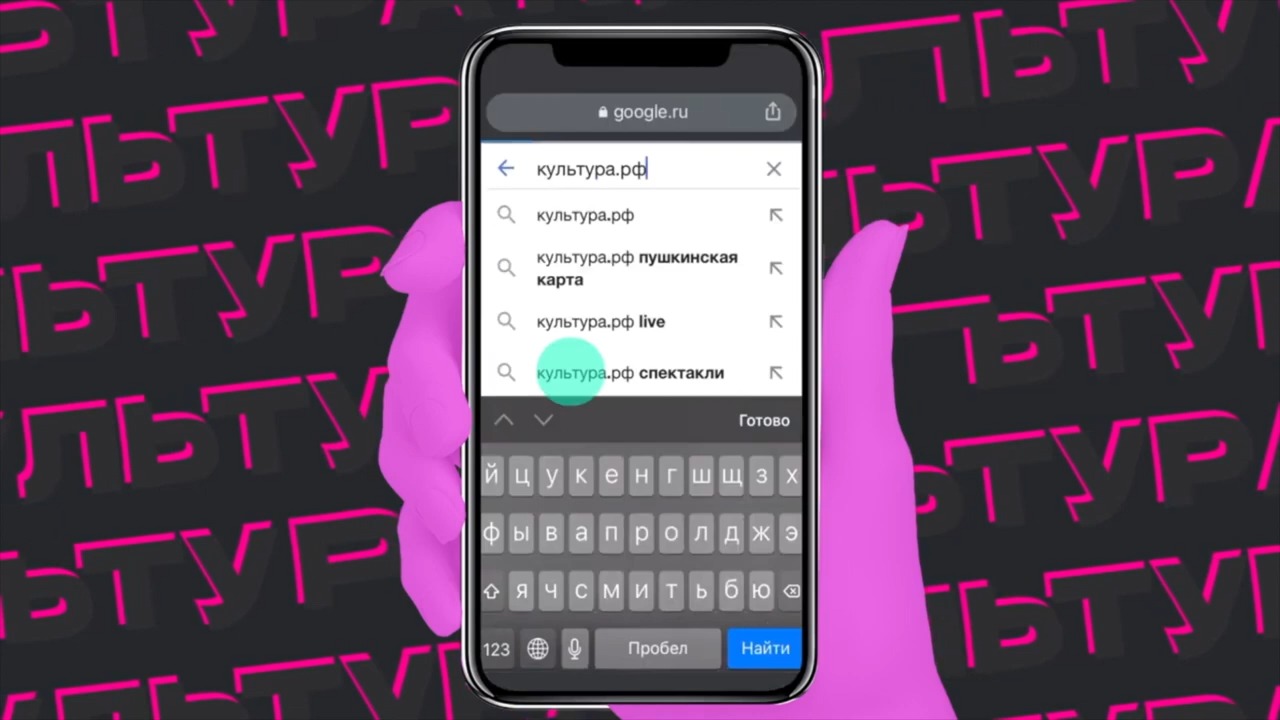 google.ru
культура.рф
культура.рф
культура.рф пушкинская
карта
культура.рф live
культура.рф спектакли
Готово
й ц у к е н г ш щ з х
ф ы в а п р о л д ж э
я ч с м и т ь б ю
123 Пробел Найти